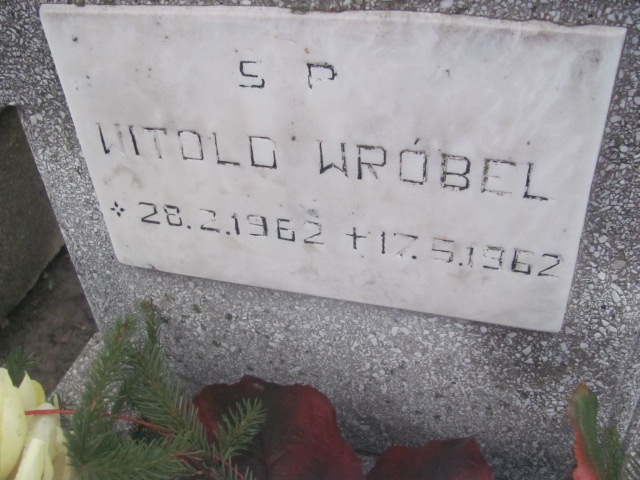 S P
WITOLD WRÓBEL
* 28.2.1962 +17.5.1962